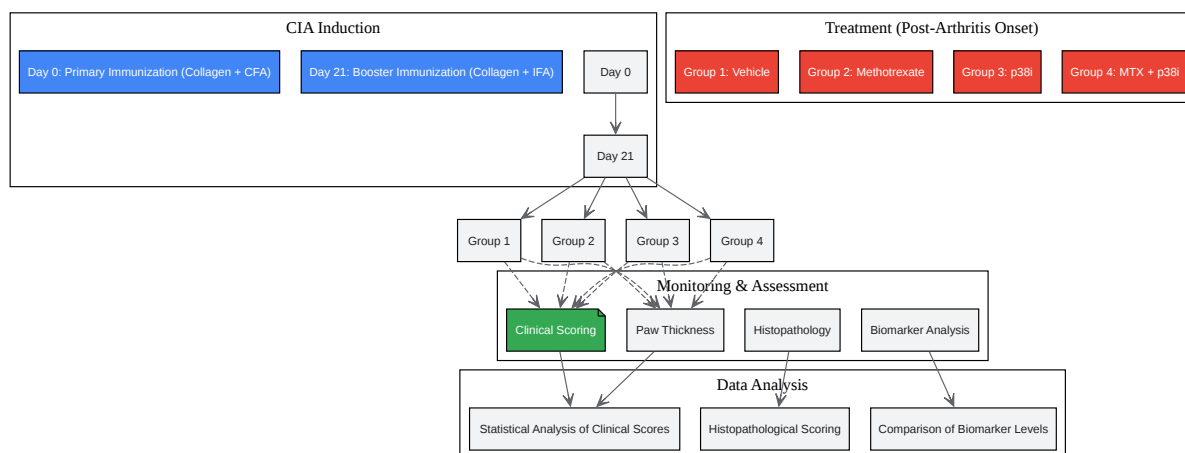 CIA Induction
Treatment (Post-Arthritis Onset)
Day 0: Primary Immunization (Collagen + CFA)
Day 21: Booster Immunization (Collagen + IFA)
Day 0
Group 1: Vehicle
Group 2: Methotrexate
Group 3: p38i
Group 4: MTX + p38i
Day 21
Group 1
Group 2
Group 3
Group 4
Monitoring & Assessment
Clinical Scoring
Paw Thickness
Histopathology
Biomarker Analysis
Data Analysis
Statistical Analysis of Clinical Scores
Histopathological Scoring
Comparison of Biomarker Levels